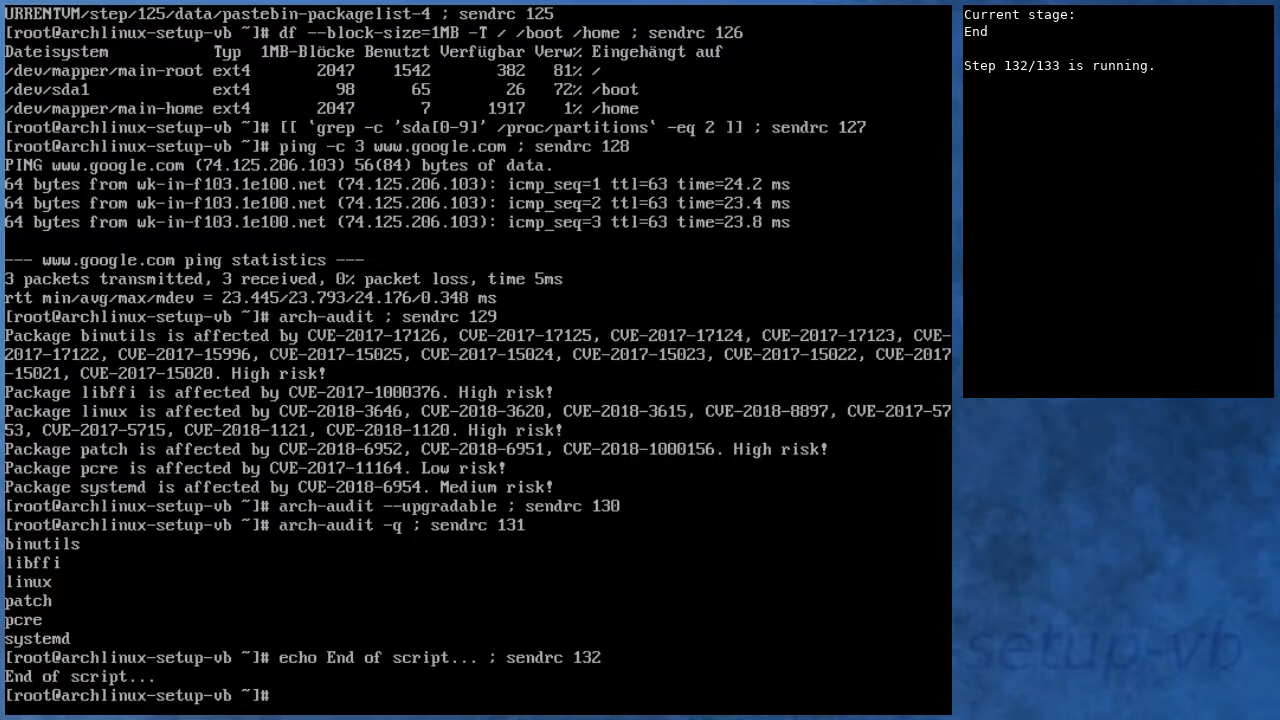 URRENTVM/step/125/data/pastebin-packagelist-4 ; sendrc 125
[root@archlinux-setup-vb ~]# df --block-size=1MB -T / /boot /home ; sendrc 126
Dateisystem           Typ  1MB-Blöcke Benutzt Verfügbar Verw% Eingehängt auf
/dev/mapper/main-root ext4       2047    1542       382   81% /
/dev/sda1             ext4         98      65        26   72% /boot
/dev/mapper/main-home ext4       2047       7      1917    1% /home
[root@archlinux-setup-vb ~]# [[ `grep -c 'sda[0-9]' /proc/partitions` -eq 2 ]] ; sendrc 127
[root@archlinux-setup-vb ~]# ping -c 3 www.google.com ; sendrc 128
PING www.google.com (74.125.206.103) 56(84) bytes of data.
64 bytes from wk-in-f103.1e100.net (74.125.206.103): icmp_seq=1 ttl=63 time=24.2 ms
64 bytes from wk-in-f103.1e100.net (74.125.206.103): icmp_seq=2 ttl=63 time=23.4 ms
64 bytes from wk-in-f103.1e100.net (74.125.206.103): icmp_seq=3 ttl=63 time=23.8 ms
--- www.google.com ping statistics ---
3 packets transmitted, 3 received, 0% packet loss, time 5ms
rtt min/avg/max/mdev = 23.445/23.793/24.176/0.348 ms
[root@archlinux-setup-vb ~]# arch-audit ; sendrc 129
Package binutils is affected by CVE-2017-17126, CVE-2017-17125, CVE-2017-17124, CVE-2017-17123, CVE-
2017-17122, CVE-2017-15996, CVE-2017-15025, CVE-2017-15024, CVE-2017-15023, CVE-2017-15022, CVE-2017
-15021, CVE-2017-15020. High risk!
Package libffi is affected by CVE-2017-1000376. High risk!
Package linux is affected by CVE-2018-3646, CVE-2018-3620, CVE-2018-3615, CVE-2018-8897, CVE-2017-57
53, CVE-2017-5715, CVE-2018-1121, CVE-2018-1120. High risk!
Package patch is affected by CVE-2018-6952, CVE-2018-6951, CVE-2018-1000156. High risk!
Package pcre is affected by CVE-2017-11164. Low risk!
Package systemd is affected by CVE-2018-6954. Medium risk!
[root@archlinux-setup-vb ~]# arch-audit --upgradable ; sendrc 130
[root@archlinux-setup-vb ~]# arch-audit -q ; sendrc 131
binutils
libffi
linux
patch
pcre
systemd
[root@archlinux-setup-vb ~]# echo End of script... ; sendrc 132
End of script...
[root@archlinux-setup-vb ~]#
Current stage:
End
Step 132/133 is running.
setup-vb